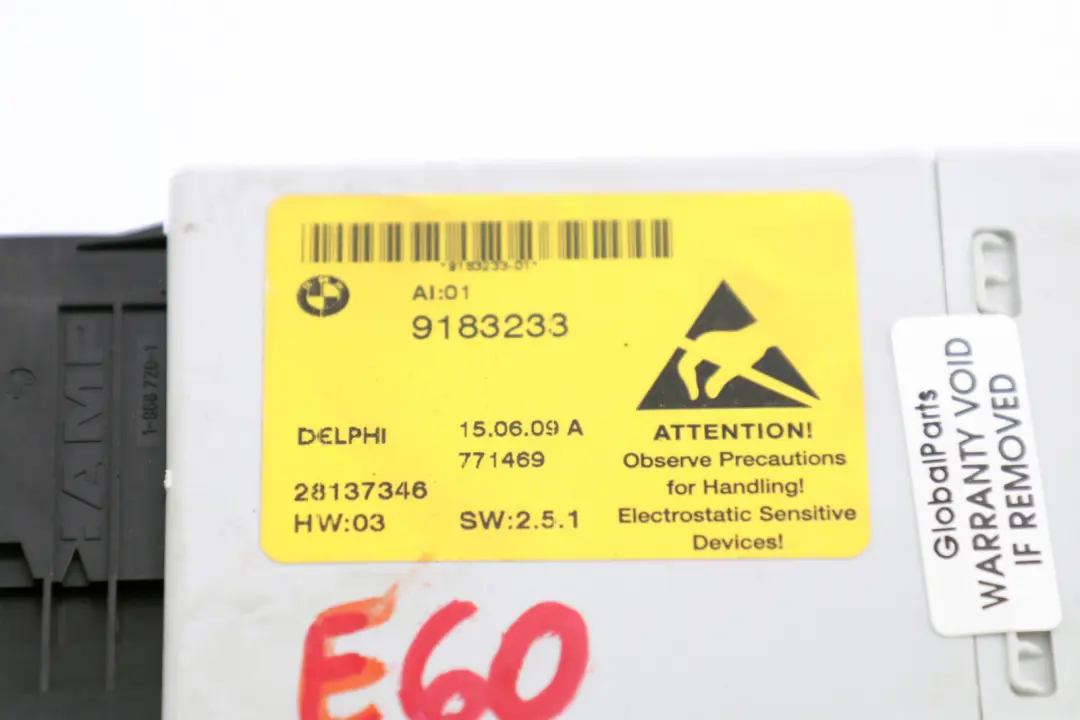 *9183233-01*
AI:01
9183233
DELPHI
15.06.09 A
771469
28137346
HW:03
SW:2.5.1
ATTENTION!
Observe Precautions
for Handling!
Electrostatic Sensitive
Devices!
E60
GlobalParts
WARRANTY VOID
IF REMOVED
AMP